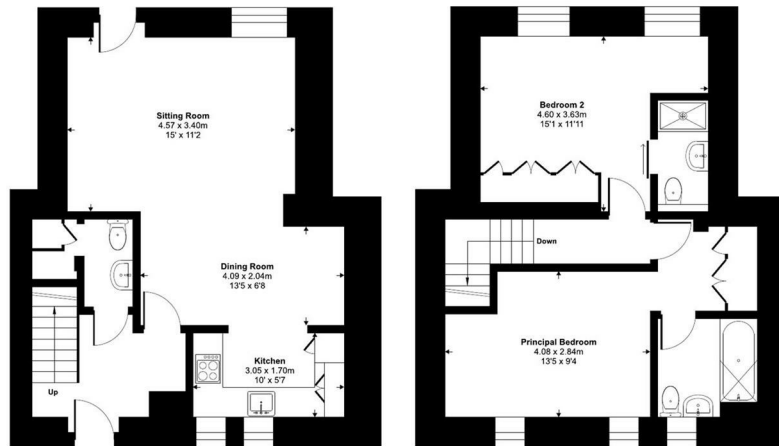 Sitting Room
4.57 x 3.40m
15' x 11'2
Dining Room
4.09 x 2.04m
13'5 x 6'8
Kitchen
3.05 x 1.70m
10' x 5'7
Up
Bedroom 2
4.60 x 3.63m
15'1 x 11'11
Down
Principal Bedroom
4.08 x 2.84m
13'5 x 9'4